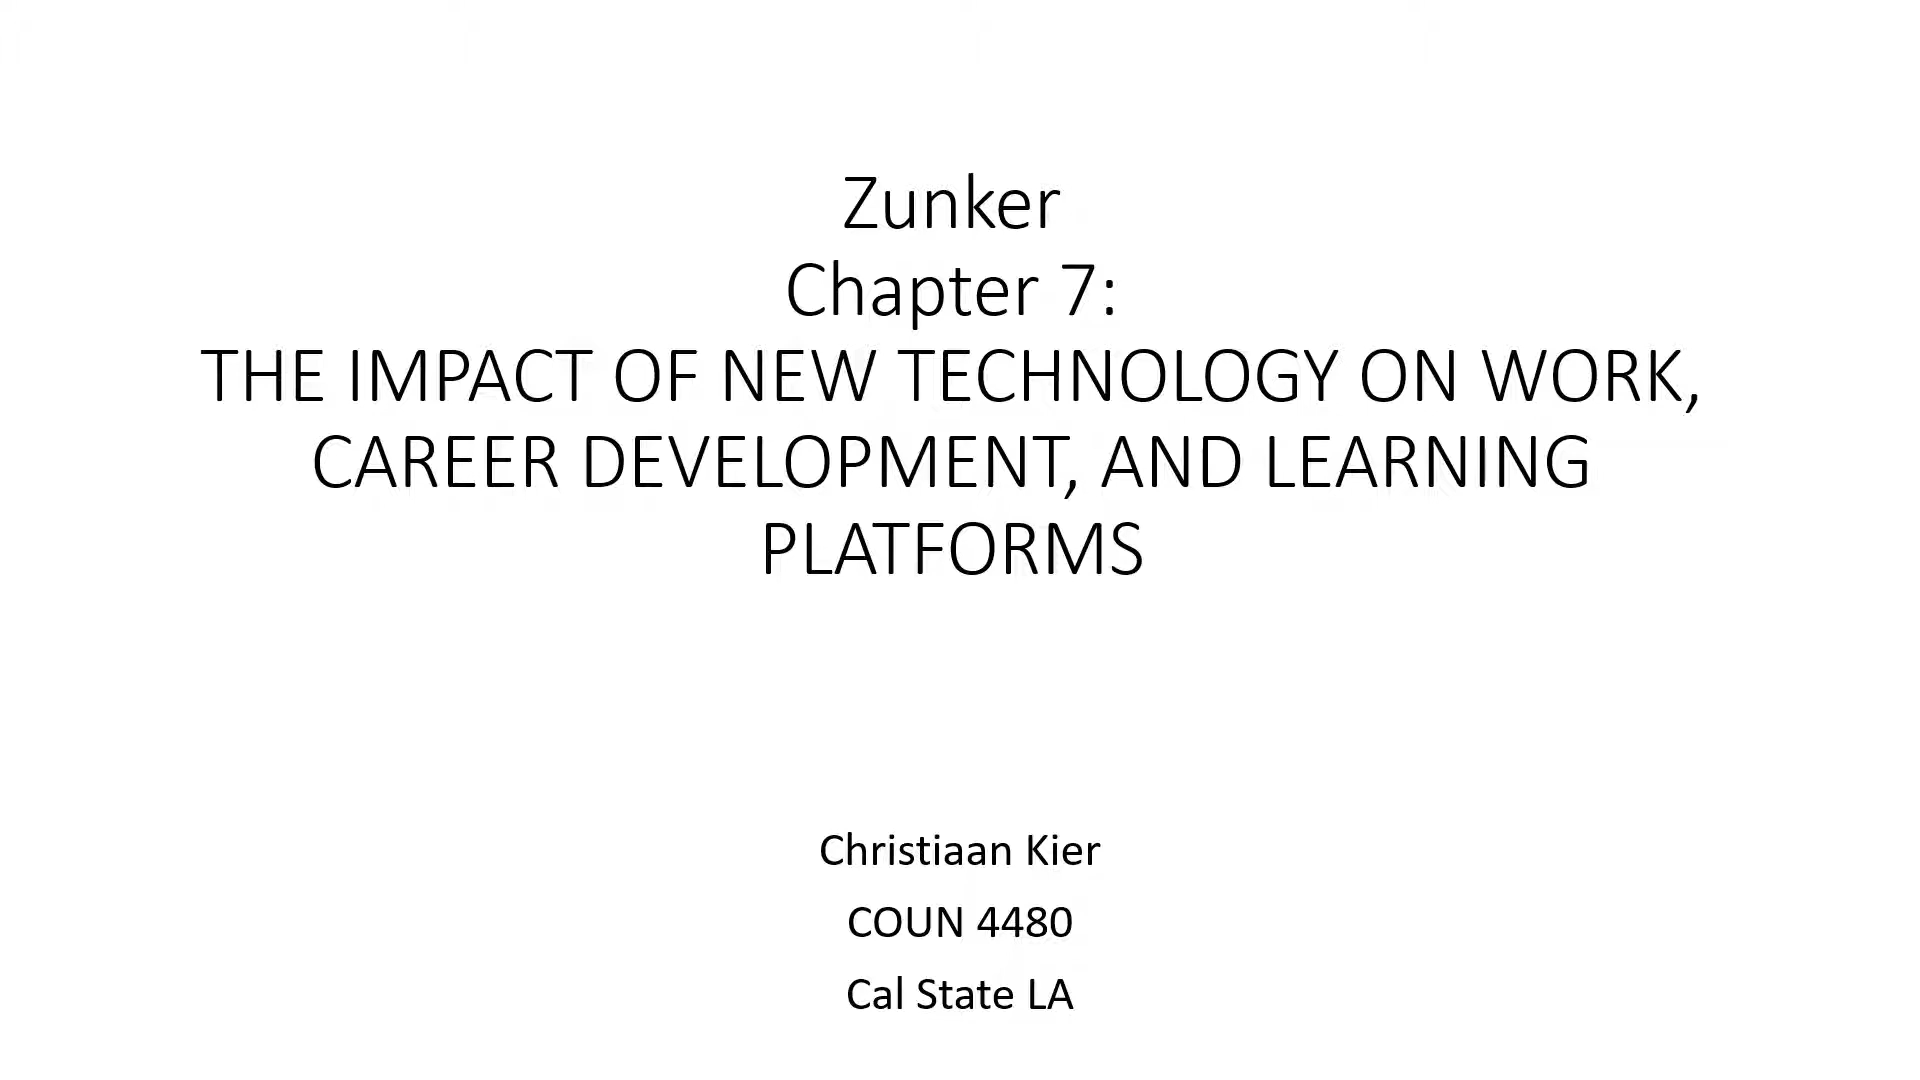 Zunker
Chapter 7:
THE IMPACT OF NEW TECHNOLOGY ON WORK,
CAREER DEVELOPMENT, AND LEARNING
PLATFORMS
Christiaan Kier
COUN 4480
Cal State LA